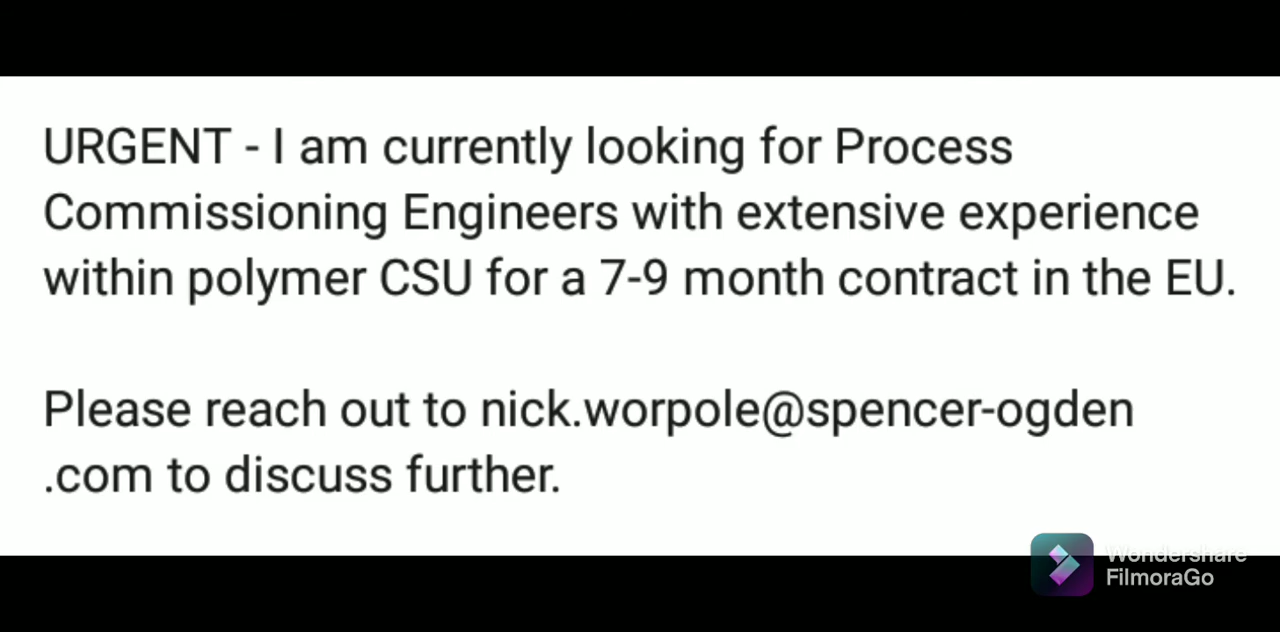 URGENT - I am currently looking for Process
Commissioning Engineers with extensive experience
within polymer CSU for a 7-9 month contract in the EU.
Please reach out to nick.worpole@spencer-ogden
.com to discuss further.
Wondershare
FilmoraGo